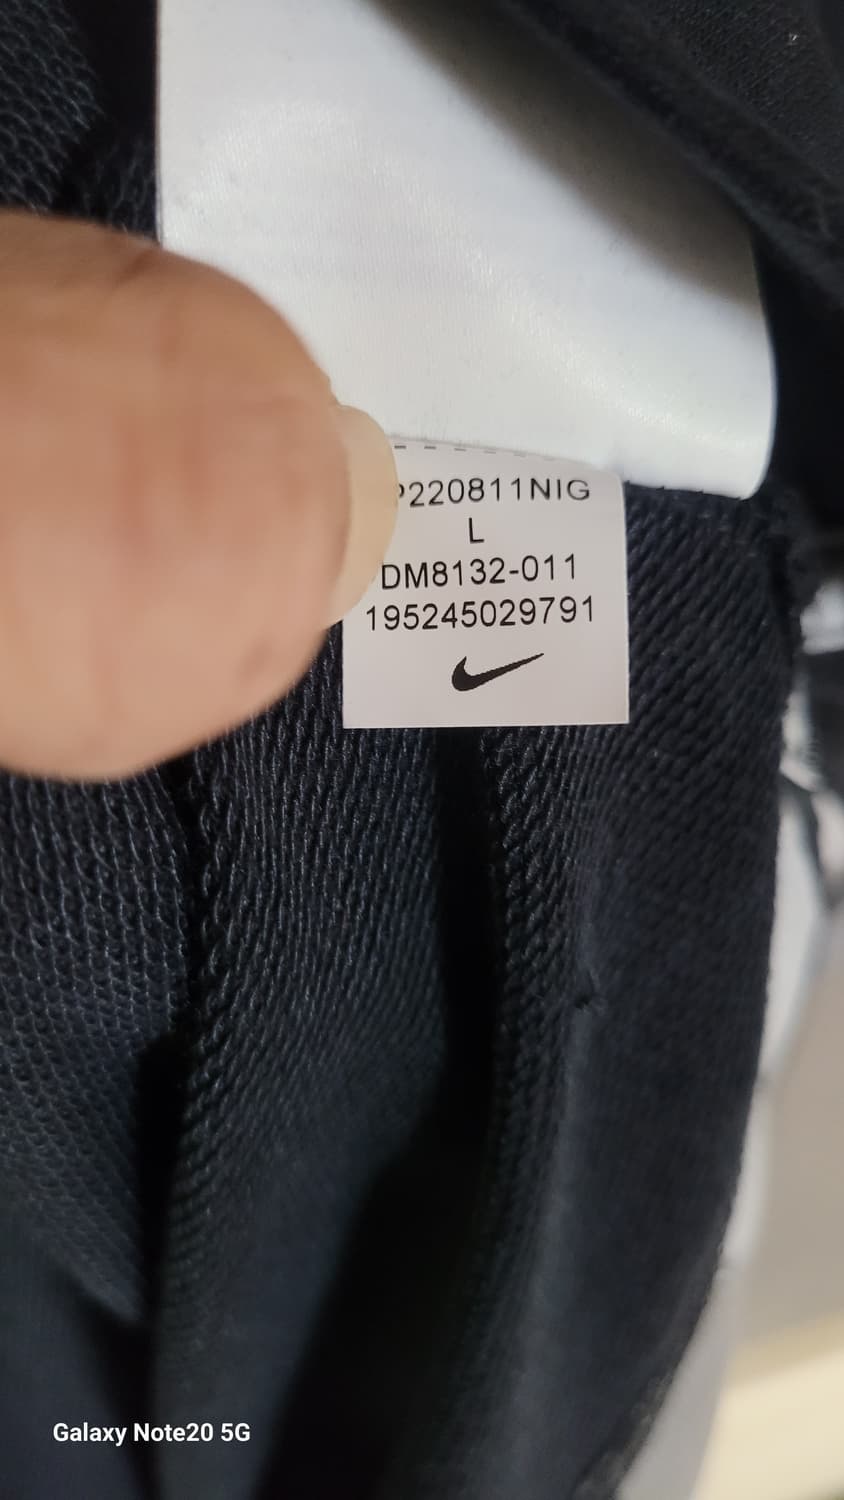 P220811NIG
L
DM8132-011
195245029791
Galaxy Note20 5G